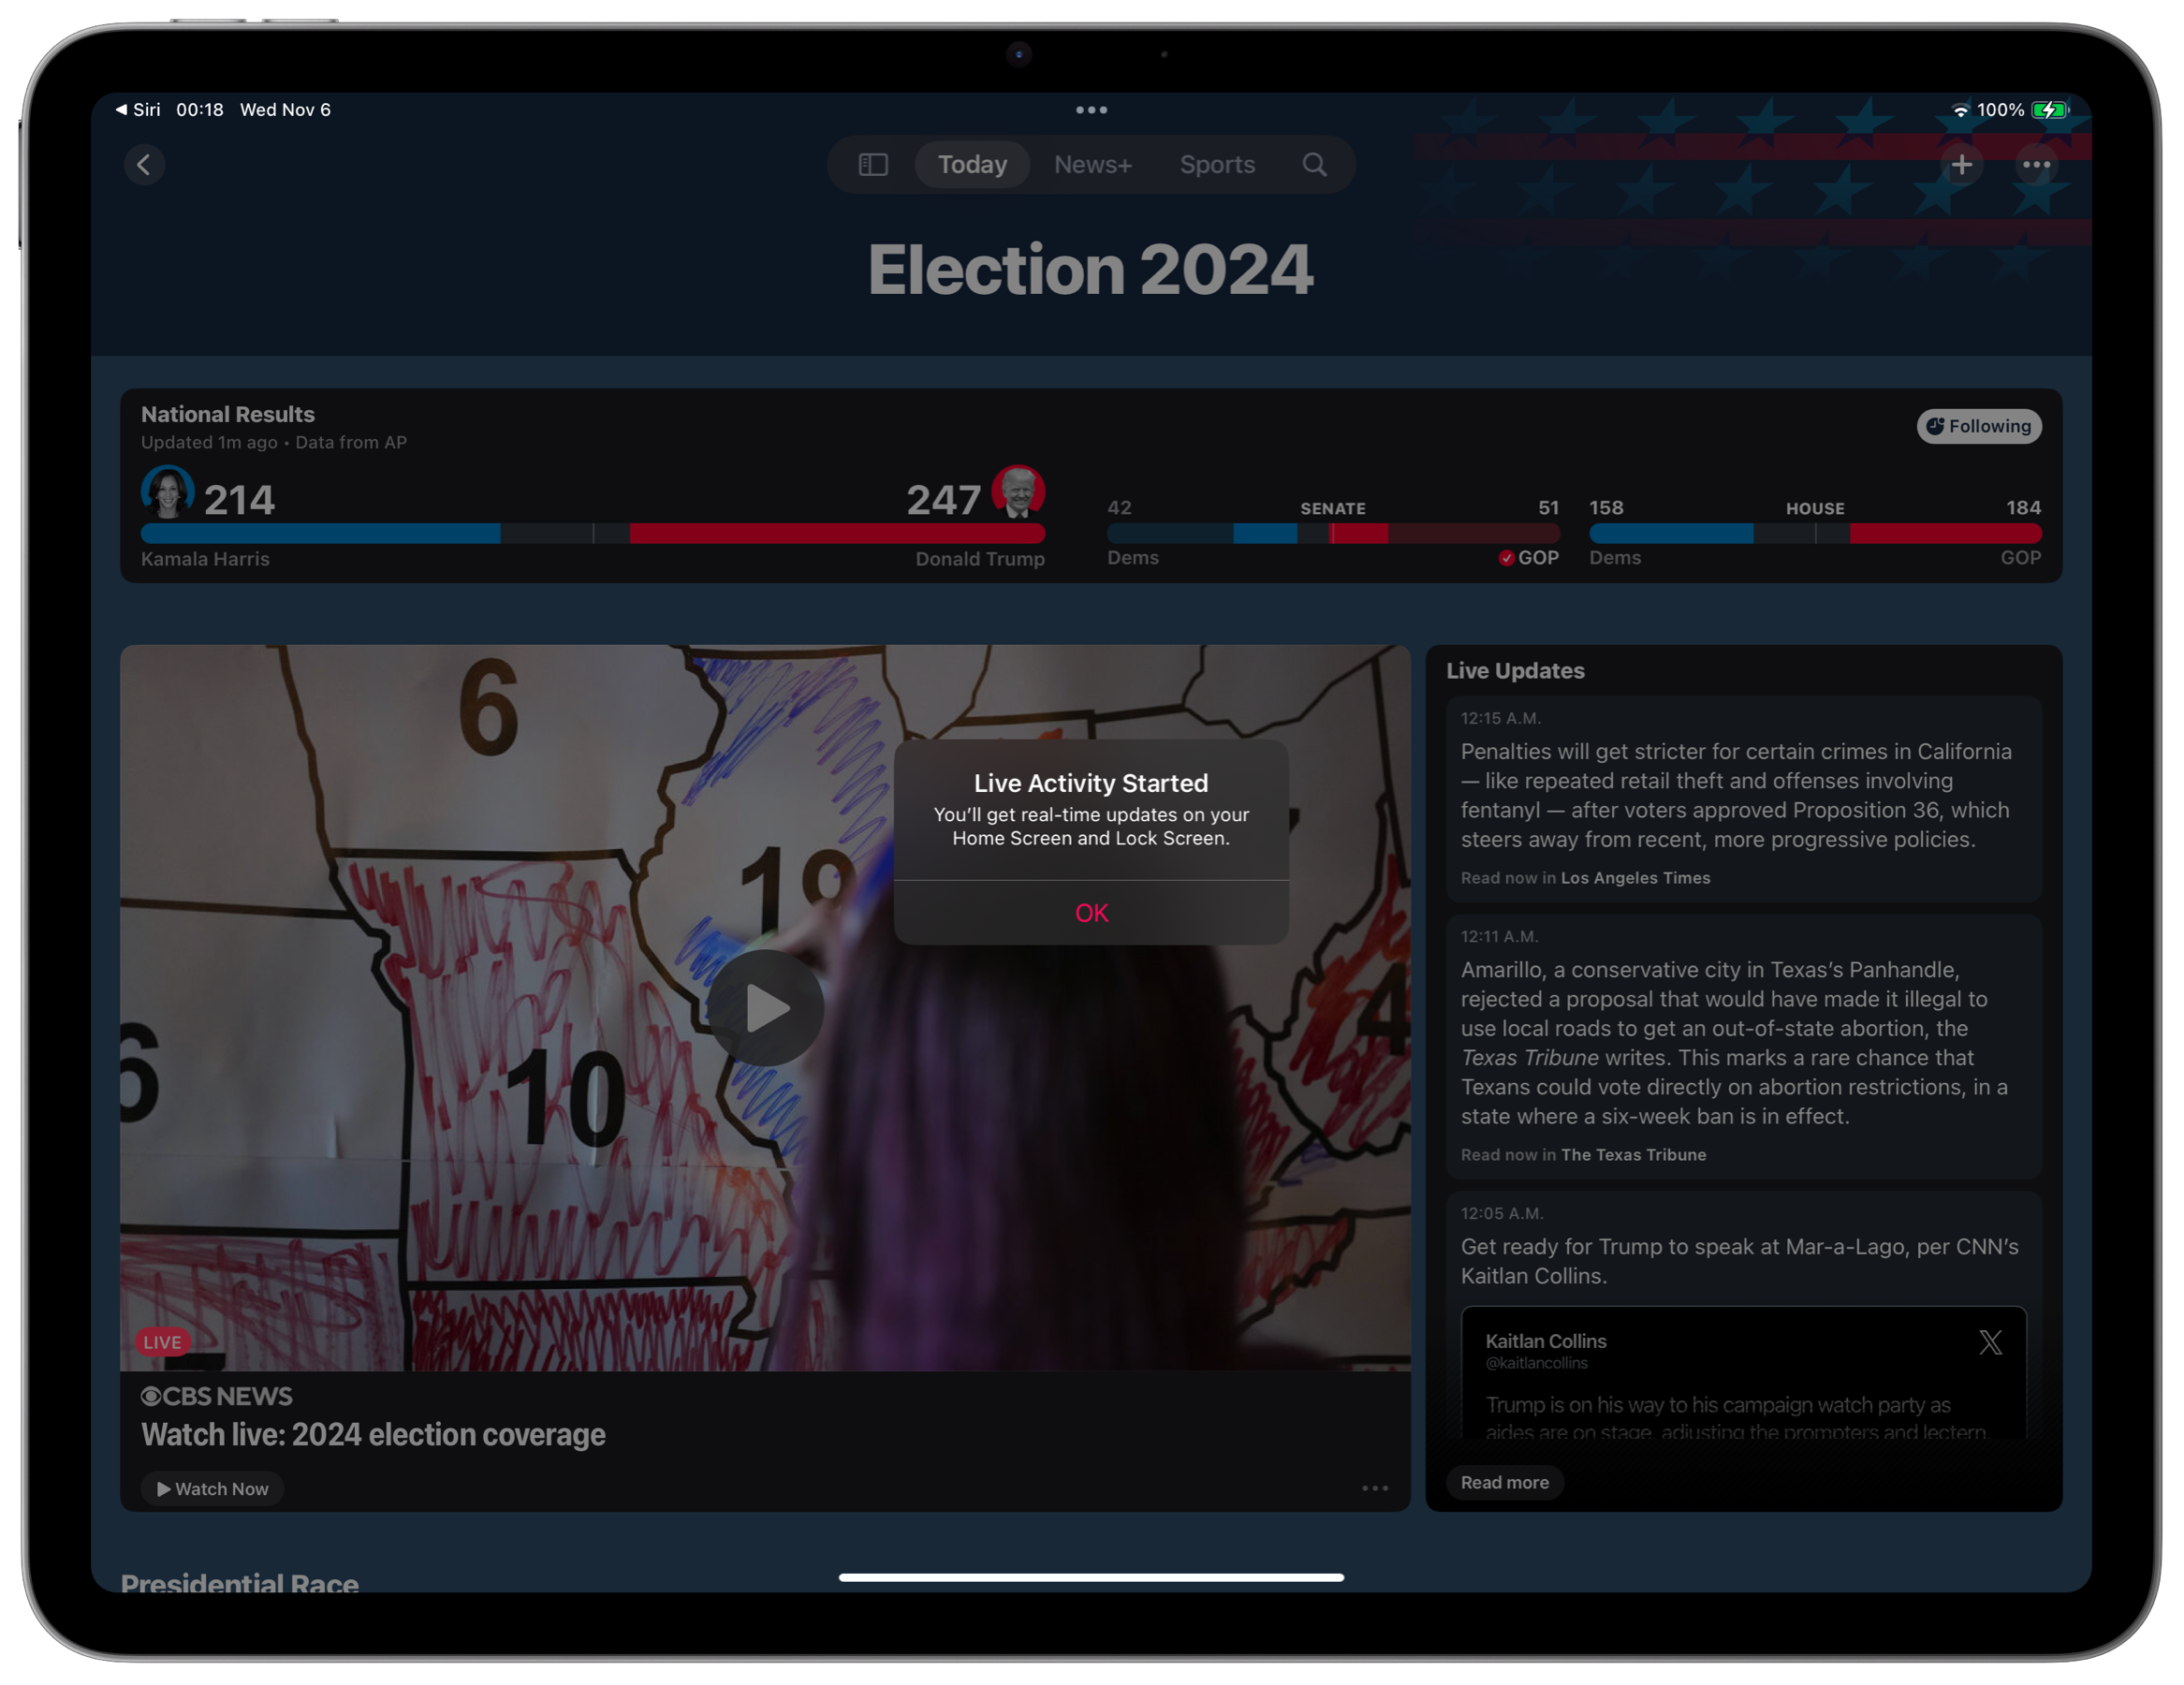 ◀ Siri 00:18 Wed Nov 6
100%
Today News+ Sports
Election 2024
National Results
Updated 1m ago • Data from AP
Following
214
247
Kamala Harris
Donald Trump
42 SENATE 51
Dems GOP
158 HOUSE 184
Dems GOP
6
19
10
6
4
LIVE
CBS NEWS
Watch live: 2024 election coverage
Watch Now
Live Activity Started
You’ll get real-time updates on your
Home Screen and Lock Screen.
OK
Live Updates
12:15 A.M.
Penalties will get stricter for certain crimes in California
— like repeated retail theft and offenses involving
fentanyl — after voters approved Proposition 36, which
steers away from recent, more progressive policies.
Read now in Los Angeles Times
12:11 A.M.
Amarillo, a conservative city in Texas’s Panhandle,
rejected a proposal that would have made it illegal to
use local roads to get an out-of-state abortion, the
Texas Tribune writes. This marks a rare chance that
Texans could vote directly on abortion restrictions, in a
state where a six-week ban is in effect.
Read now in The Texas Tribune
12:05 A.M.
Get ready for Trump to speak at Mar-a-Lago, per CNN’s
Kaitlan Collins.
Kaitlan Collins
@kaitlancollins
Trump is on his way to his campaign watch party as
aides are on stage, adjusting the prompters and lectern.
Read more
Presidential Race